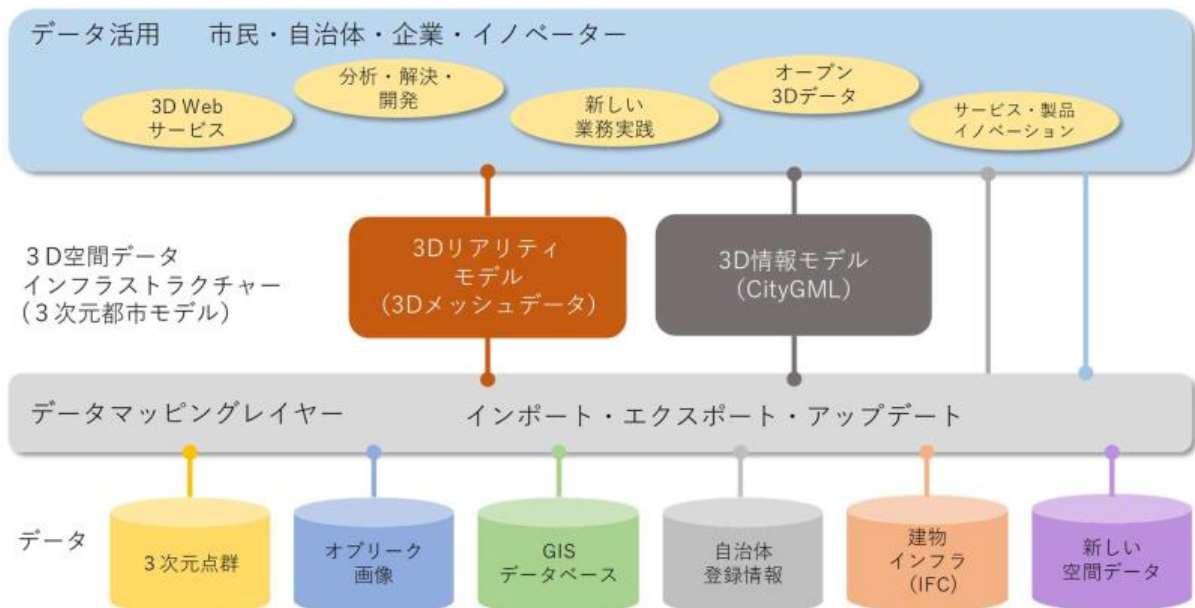 データ活用 市民・自治体・企業・イノベーター
3D Web
サービス
分析・解決・
開発
新しい
業務実践
オープン
3Dデータ
サービス・製品
イノベーション
3D空間データ
インフラストラクチャー
(3次元都市モデル)
3Dリアリティ
モデル
(3Dメッシュデータ)
3D情報モデル
(CityGML)
データマッピングレイヤー インポート・エクスポート・アップデート
データ
3次元点群
オブリーク
画像
GIS
データベース
自治体
登録情報
建物
インフラ
(IFC)
新しい
空間データ